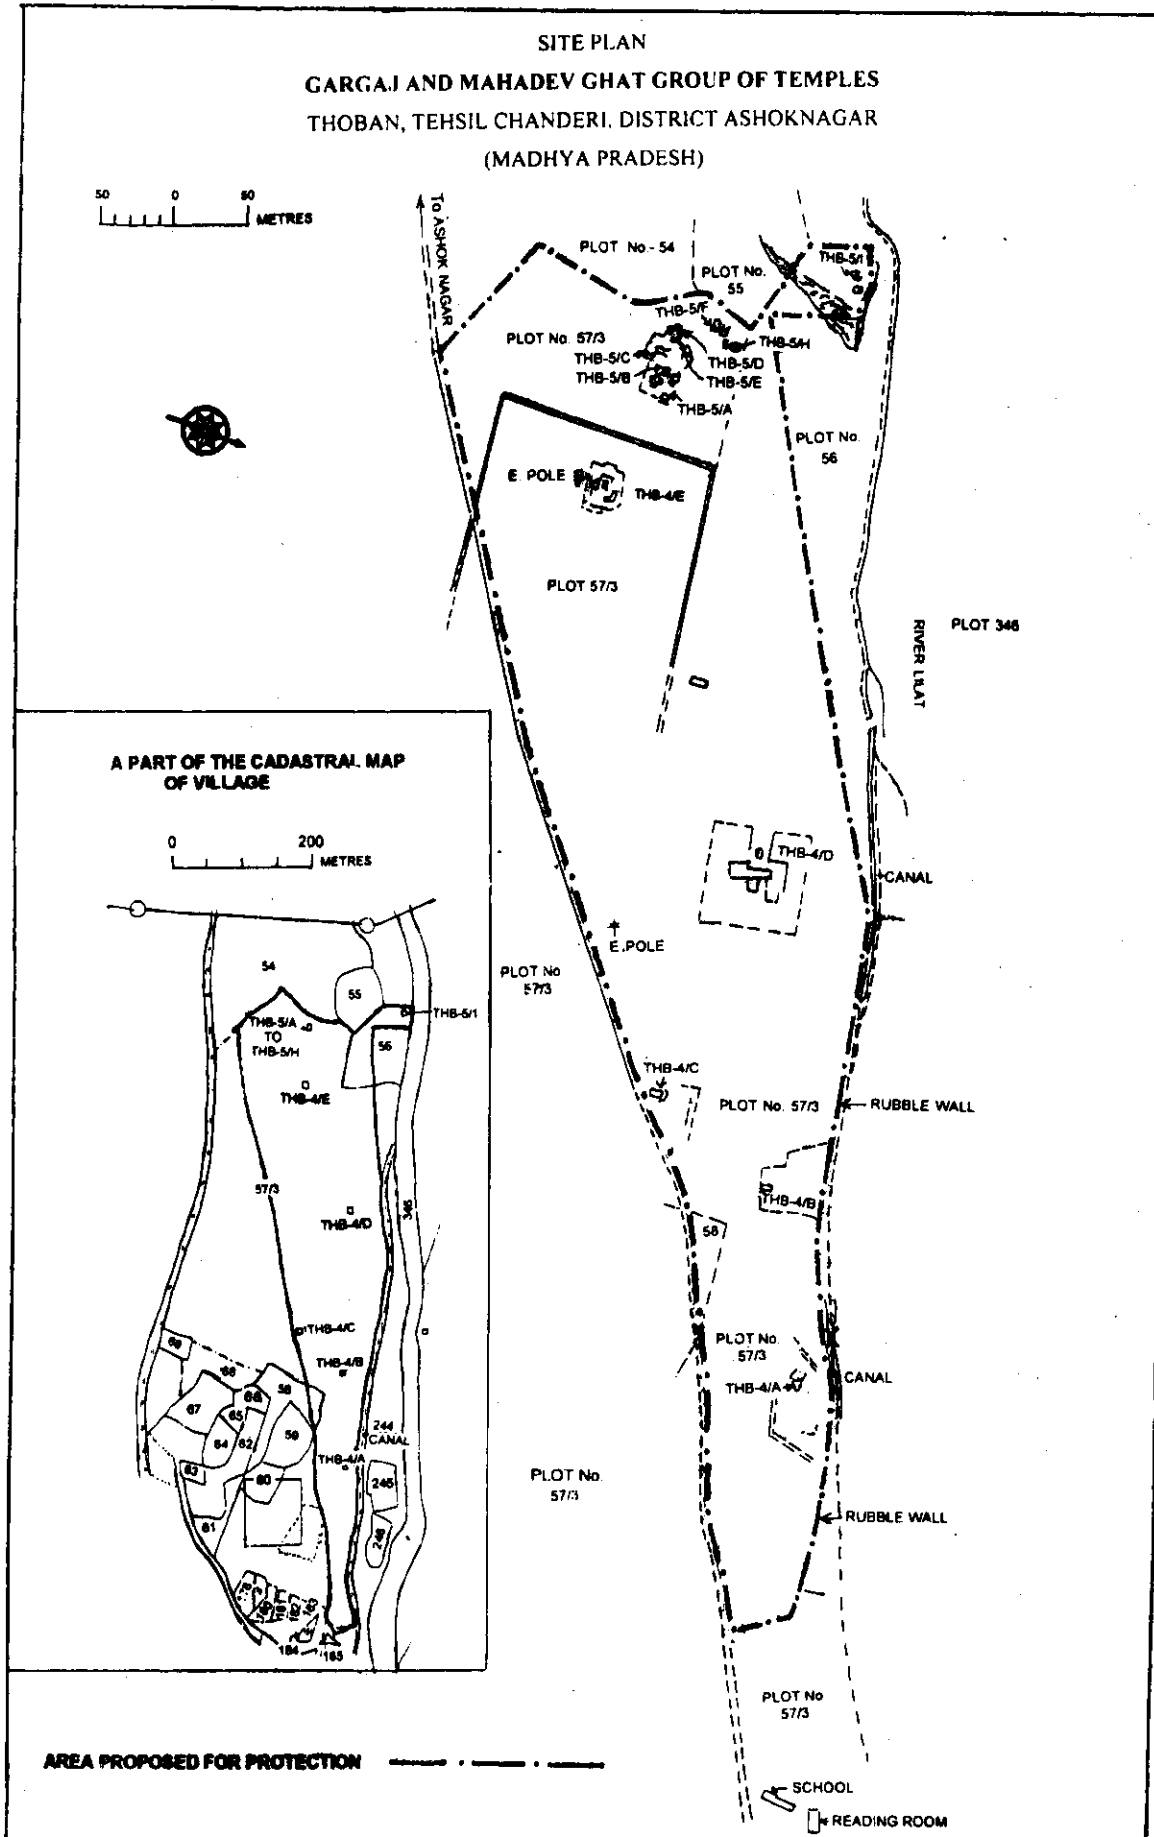 SITE PLAN
GARGAJ AND MAHADEV GHAT GROUP OF TEMPLES
THOBAN, TEHSIL CHANDERI, DISTRICT ASHOKNAGAR
(MADHYA PRADESH)
50 0 50
METRES
To ASHOK NAGAR
PLOT No.- 54
PLOT No.
55
THB-5/1
THB-5/F
PLOT No. 57/3
THB-5/H
THB-5/C
THB-5/D
THB-5/B
THB-5/E
THB-5/A
PLOT No.
56
E. POLE
THB-4/E
PLOT 57/3
RIVER LILAT
PLOT 346
THB-4/D
CANAL
E.POLE
PLOT No
57/3
THB-4/C
PLOT No. 57/3
RUBBLE WALL
THB-4/B
58
PLOT No.
57/3
THB-4/A
CANAL
PLOT No.
57/3
RUBBLE WALL
PLOT No
57/3
SCHOOL
READING ROOM
A PART OF THE CADASTRAL MAP
OF VILLAGE
0 200
METRES
54
55
THB-5/A
TO
THB-5/H
THB-5/1
56
THB-4/E
57/3
THB-4/D
346
THB-4/C
THB-4/B
69
68
67
66
58
65
64
62
59
244
CANAL
THB-4/A
63
60
245
61
246
181
182
183
184
185
AREA PROPOSED FOR PROTECTION